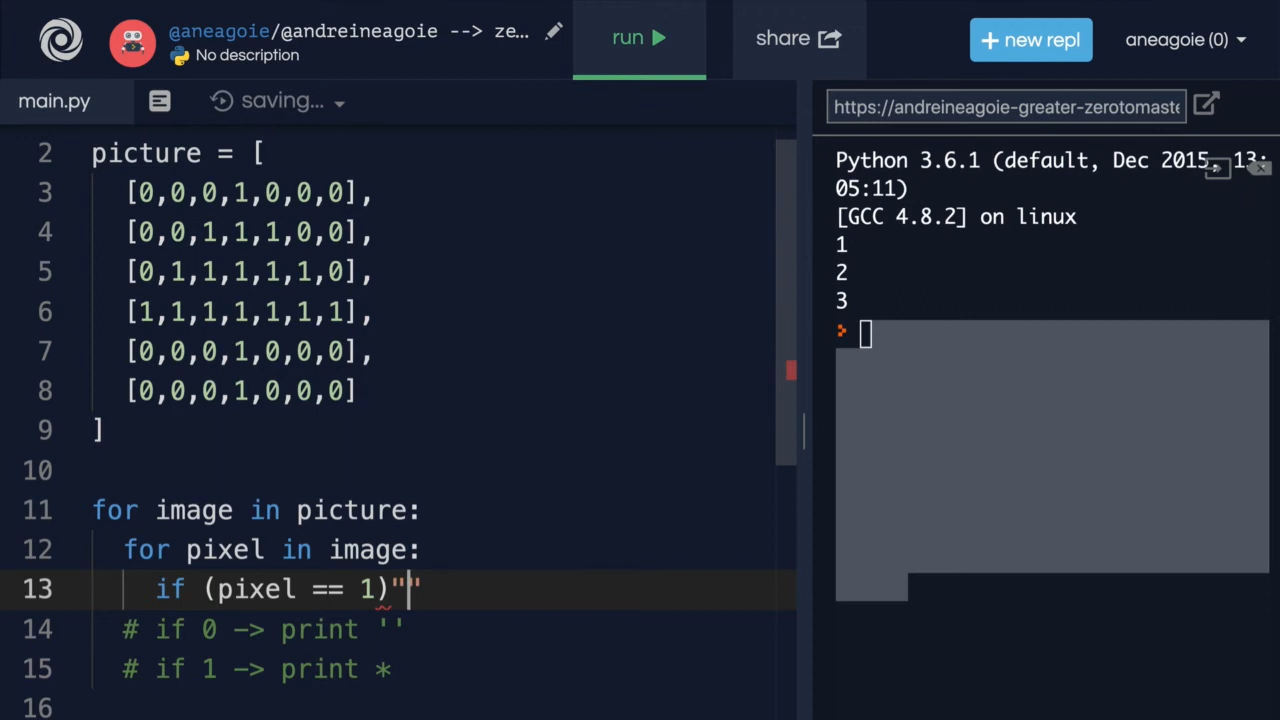 @aneagoie/@andreineagoie --> ze...
No description
run
share
+ new repl
aneagoie (0)
main.py
saving...
https://andreineagoie-greater-zerotomaste
2 picture = [
3 [0,0,0,1,0,0,0],
4 [0,0,1,1,1,0,0],
5 [0,1,1,1,1,1,0],
6 [1,1,1,1,1,1,1],
7 [0,0,0,1,0,0,0],
8 [0,0,0,1,0,0,0]
9 ]
10
11 for image in picture:
12 for pixel in image:
13 if (pixel == 1)""
14 # if 0 -> print ''
15 # if 1 -> print *
16
Python 3.6.1 (default, Dec 2015, 13:
05:11)
[GCC 4.8.2] on linux
1
2
3